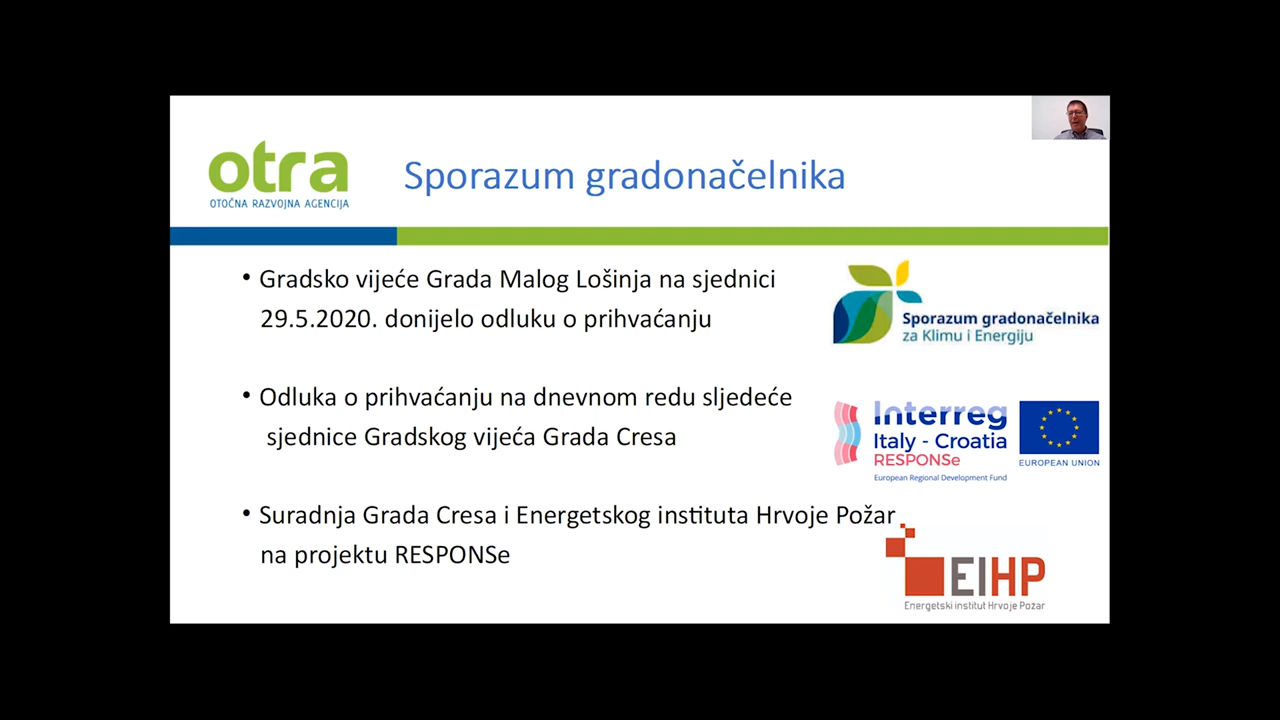 otra
OTOČNA RAZVOJNA AGENCIJA
Sporazum gradonačelnika
• Gradsko vijeće Grada Malog Lošinja na sjednici
29.5.2020. donijelo odluku o prihvaćanju
Sporazum gradonačelnika
za Klimu i Energiju
• Odluka o prihvaćanju na dnevnom redu sljedeće
sjednice Gradskog vijeća Grada Cresa
Interreg
Italy - Croatia
RESPONSe
European Regional Development Fund
EUROPEAN UNION
• Suradnja Grada Cresa i Energetskog instituta Hrvoje Požar
na projektu RESPONSe
EIHP
Energetski institut Hrvoje Požar